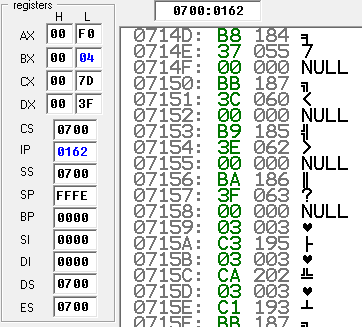 registers
H L
AX 00 F0
BX 00 04
CX 00 7D
DX 00 3F
CS 0700
IP 0162
SS 0700
SP FFFE
BP 0000
SI 0000
DI 0000
DS 0700
ES 0700
0700:0162
0714D: B8 184 ╕
0714E: 37 055 7
0714F: 00 000 NULL
07150: BB 187 ╗
07151: 3C 060 <
07152: 00 000 NULL
07153: B9 185 ╣
07154: 3E 062 >
07155: 00 000 NULL
07156: BA 186 ║
07157: 3F 063 ?
07158: 00 000 NULL
07159: 03 003 ♥
0715A: C3 195 ├
0715B: 03 003 ♥
0715C: CA 202 ╩
0715D: 03 003 ♥
0715E: C1 193 ┴
0715F: BB 187 ╗